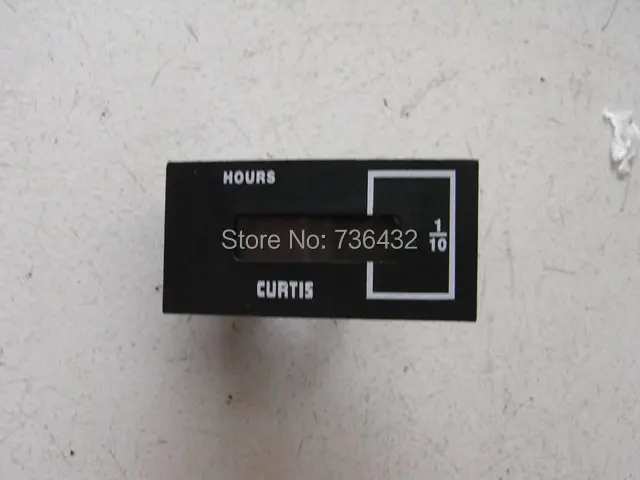 HOURS
Store No: 736432
1/10
CURTIS